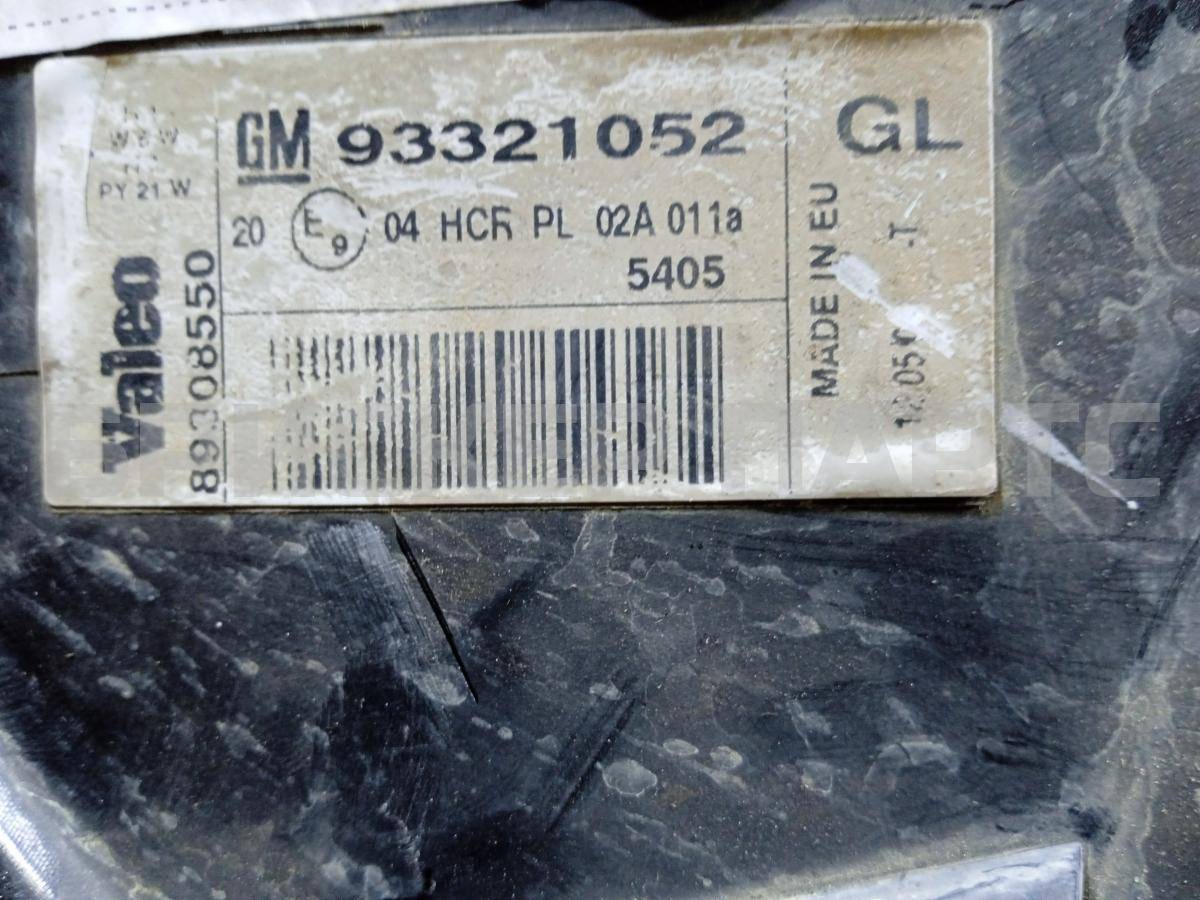 PY 21 W
Valeo
89308550
GM 93321052
20 E9 04 HCR PL 02A 011a
5405
GL
MADE IN EU